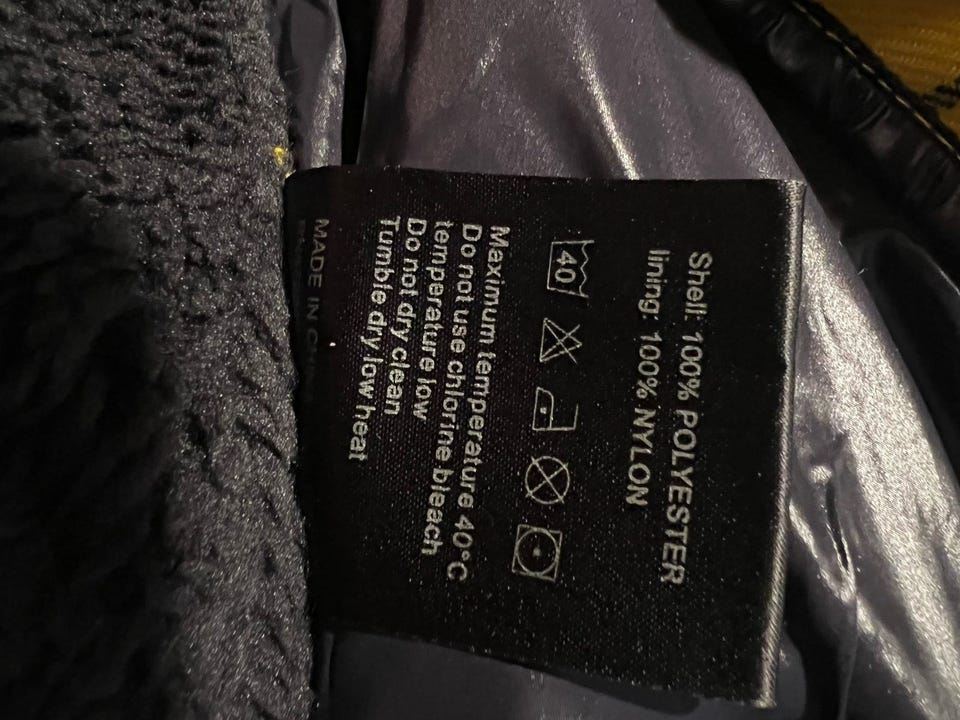 Shell: 100% POLYESTER
lining: 100% NYLON
40
Maximum temperature 40°C
Do not use chlorine bleach
temperature low
Do not dry clean
Tumble dry low heat
MADE IN